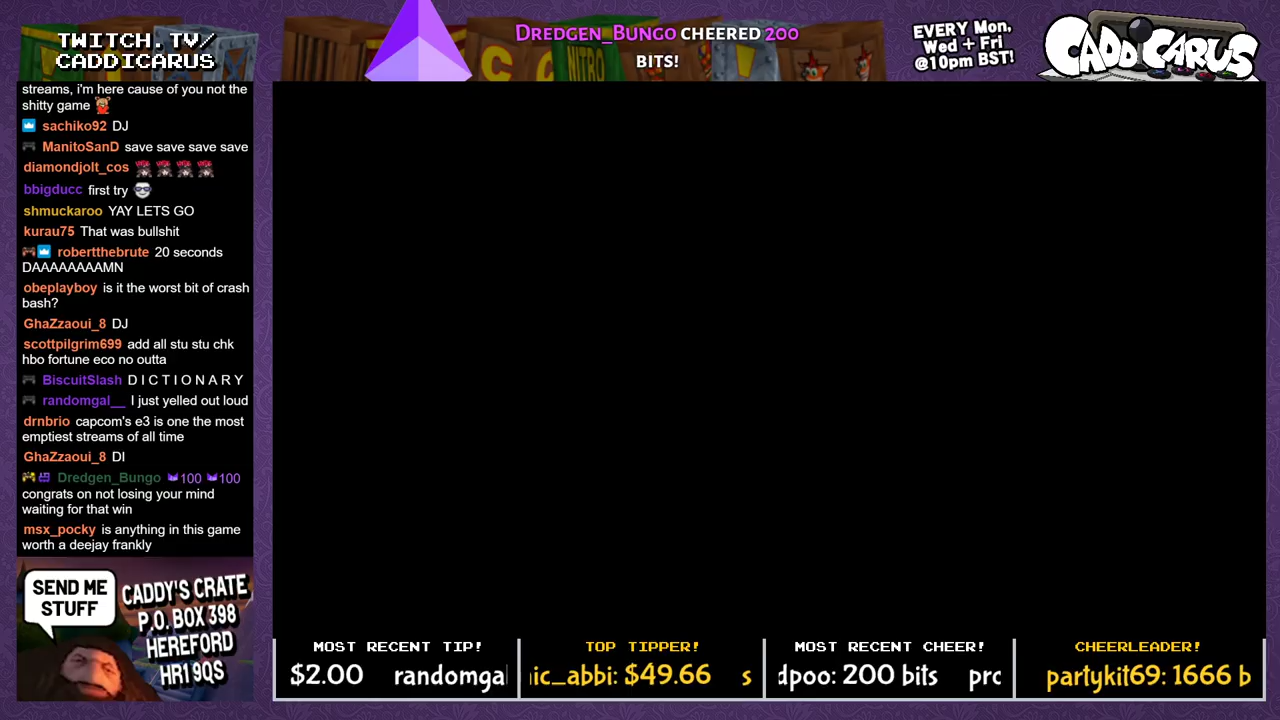 TWITCH.TV/
CADDICARUS
DREDGEN_BUNGO CHEERED 200
BITS!
EVERY Mon,
Wed + Fri
@10pm BST!
CADDICARUS
NITRO
C
streams, i'm here cause of you not the
shitty game
sachiko92 DJ
ManitoSanD save save save save
diamondjolt_cos
bbigducc first try
shmuckaroo YAY LETS GO
kurau75 That was bullshit
robertthebrute 20 seconds
DAAAAAAAAMN
obeplayboy is it the worst bit of crash
bash?
GhaZzaoui_8 DJ
scottpilgrim699 add all stu stu chk
hbo fortune eco no outta
BiscuitSlash D I C T I O N A R Y
randomgal__ I just yelled out loud
drnbrio capcom's e3 is one the most
emptiest streams of all time
GhaZzaoui_8 DI
Dredgen_Bungo 100 100
congrats on not losing your mind
waiting for that win
msx_pocky is anything in this game
worth a deejay frankly
SEND ME
STUFF
CADDY'S CRATE
P.O. BOX 398
HEREFORD
HR1 9QS
MOST RECENT TIP!
$2.00 randomgal
TOP TIPPER!
ic_abbi: $49.66 s
MOST RECENT CHEER!
dpoo: 200 bits prc
CHEERLEADER!
partykit69: 1666 b